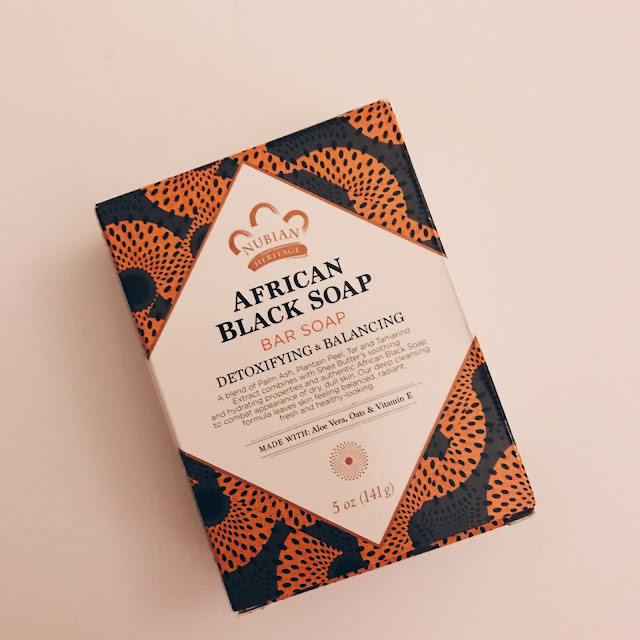 NUBIAN
HERITAGE
AFRICAN
BLACK SOAP
BAR SOAP
DETOXIFYING & BALANCING
A blend of Palm Ash, Plantain Peel, Tar and Tamarind
Extract combines with Shea Butter's soothing
and hydrating properties and authentic African Black Soap
to combat appearance of dry, dull skin. Our deep cleansing
formula leaves skin feeling balanced, radiant,
fresh and healthy-looking.
MADE WITH: Aloe Vera, Oats & Vitamin E
5 oz (141g)